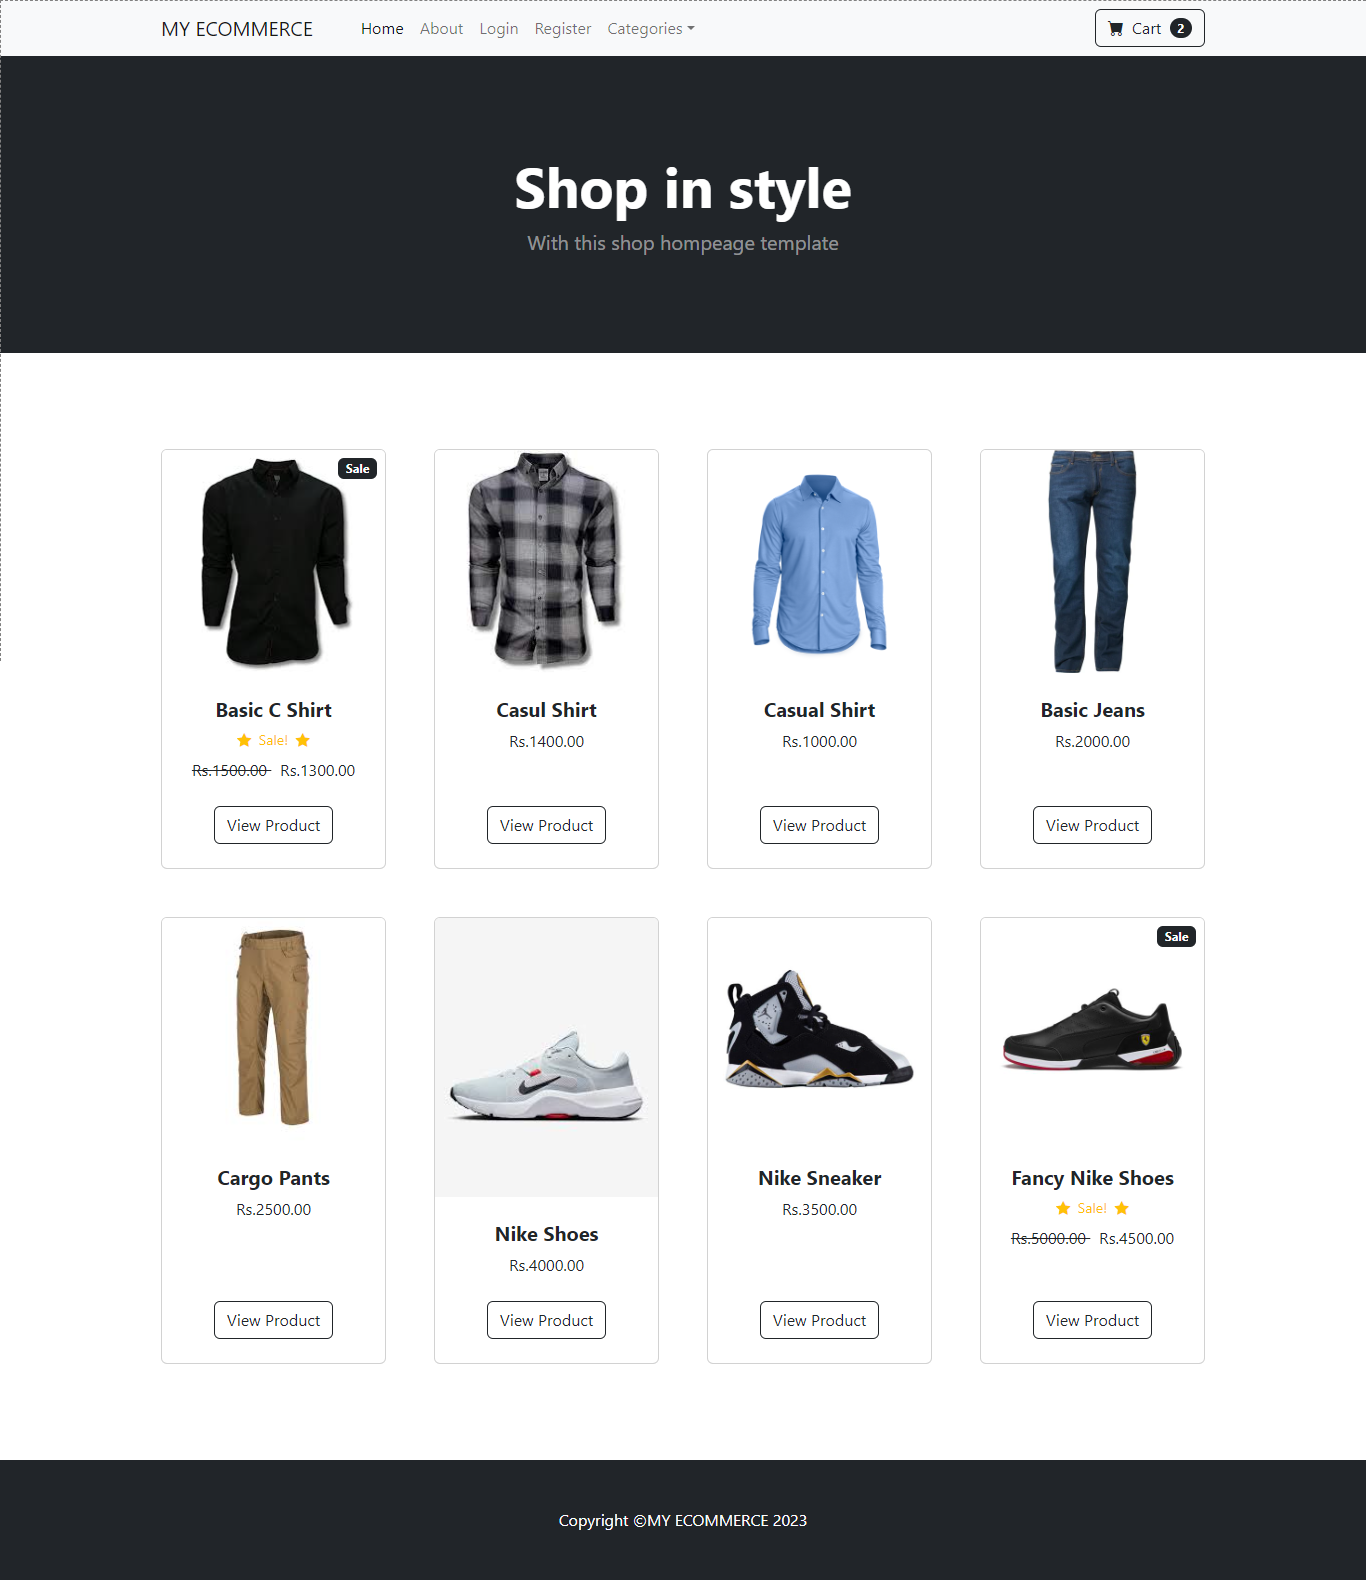 MY ECOMMERCE Home About Login Register Categories Cart 2
Shop in style
With this shop hompeage template
Sale
Basic C Shirt
Sale!
Rs.1500.00 Rs.1300.00
View Product
Casul Shirt
Rs.1400.00
View Product
Casual Shirt
Rs.1000.00
View Product
Basic Jeans
Rs.2000.00
View Product
Cargo Pants
Rs.2500.00
View Product
Nike Shoes
Rs.4000.00
View Product
Nike Sneaker
Rs.3500.00
View Product
Sale
Fancy Nike Shoes
Sale!
Rs.5000.00 Rs.4500.00
View Product
Copyright ©MY ECOMMERCE 2023